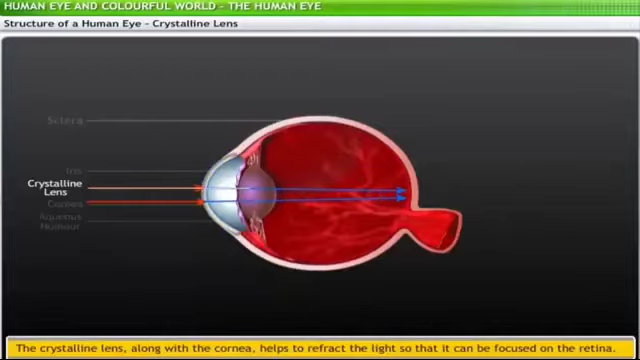 HUMAN EYE AND COLOURFUL WORLD - THE HUMAN EYE
Structure of a Human Eye - Crystalline Lens
Sclera
Iris
Crystalline
Lens
Cornea
Aqueous
Humour
The crystalline lens, along with the cornea, helps to refract the light so that it can be focused on the retina.